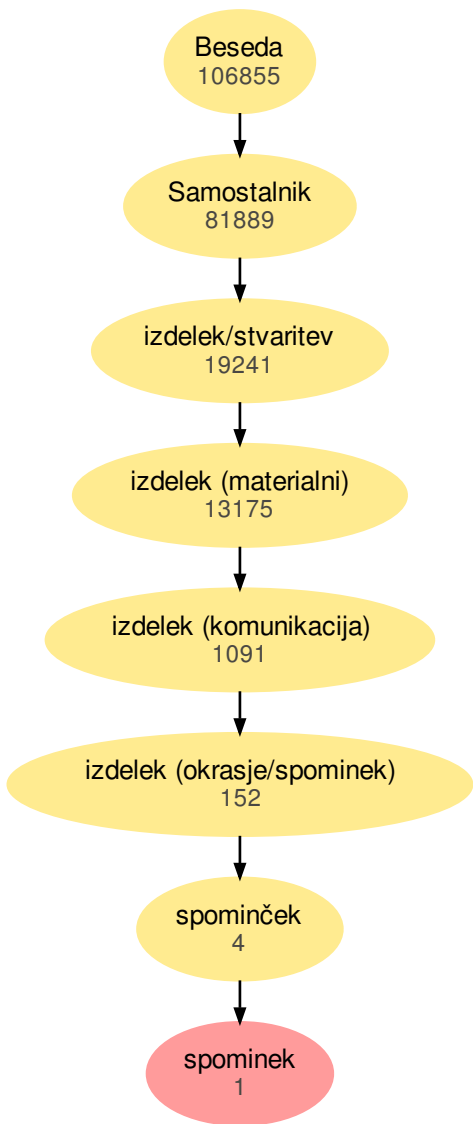 Beseda
106855
Samostalnik
81889
izdelek/stvaritev
19241
izdelek (materialni)
13175
izdelek (komunikacija)
1091
izdelek (okrasje/spominek)
152
spominček
4
spominek
1